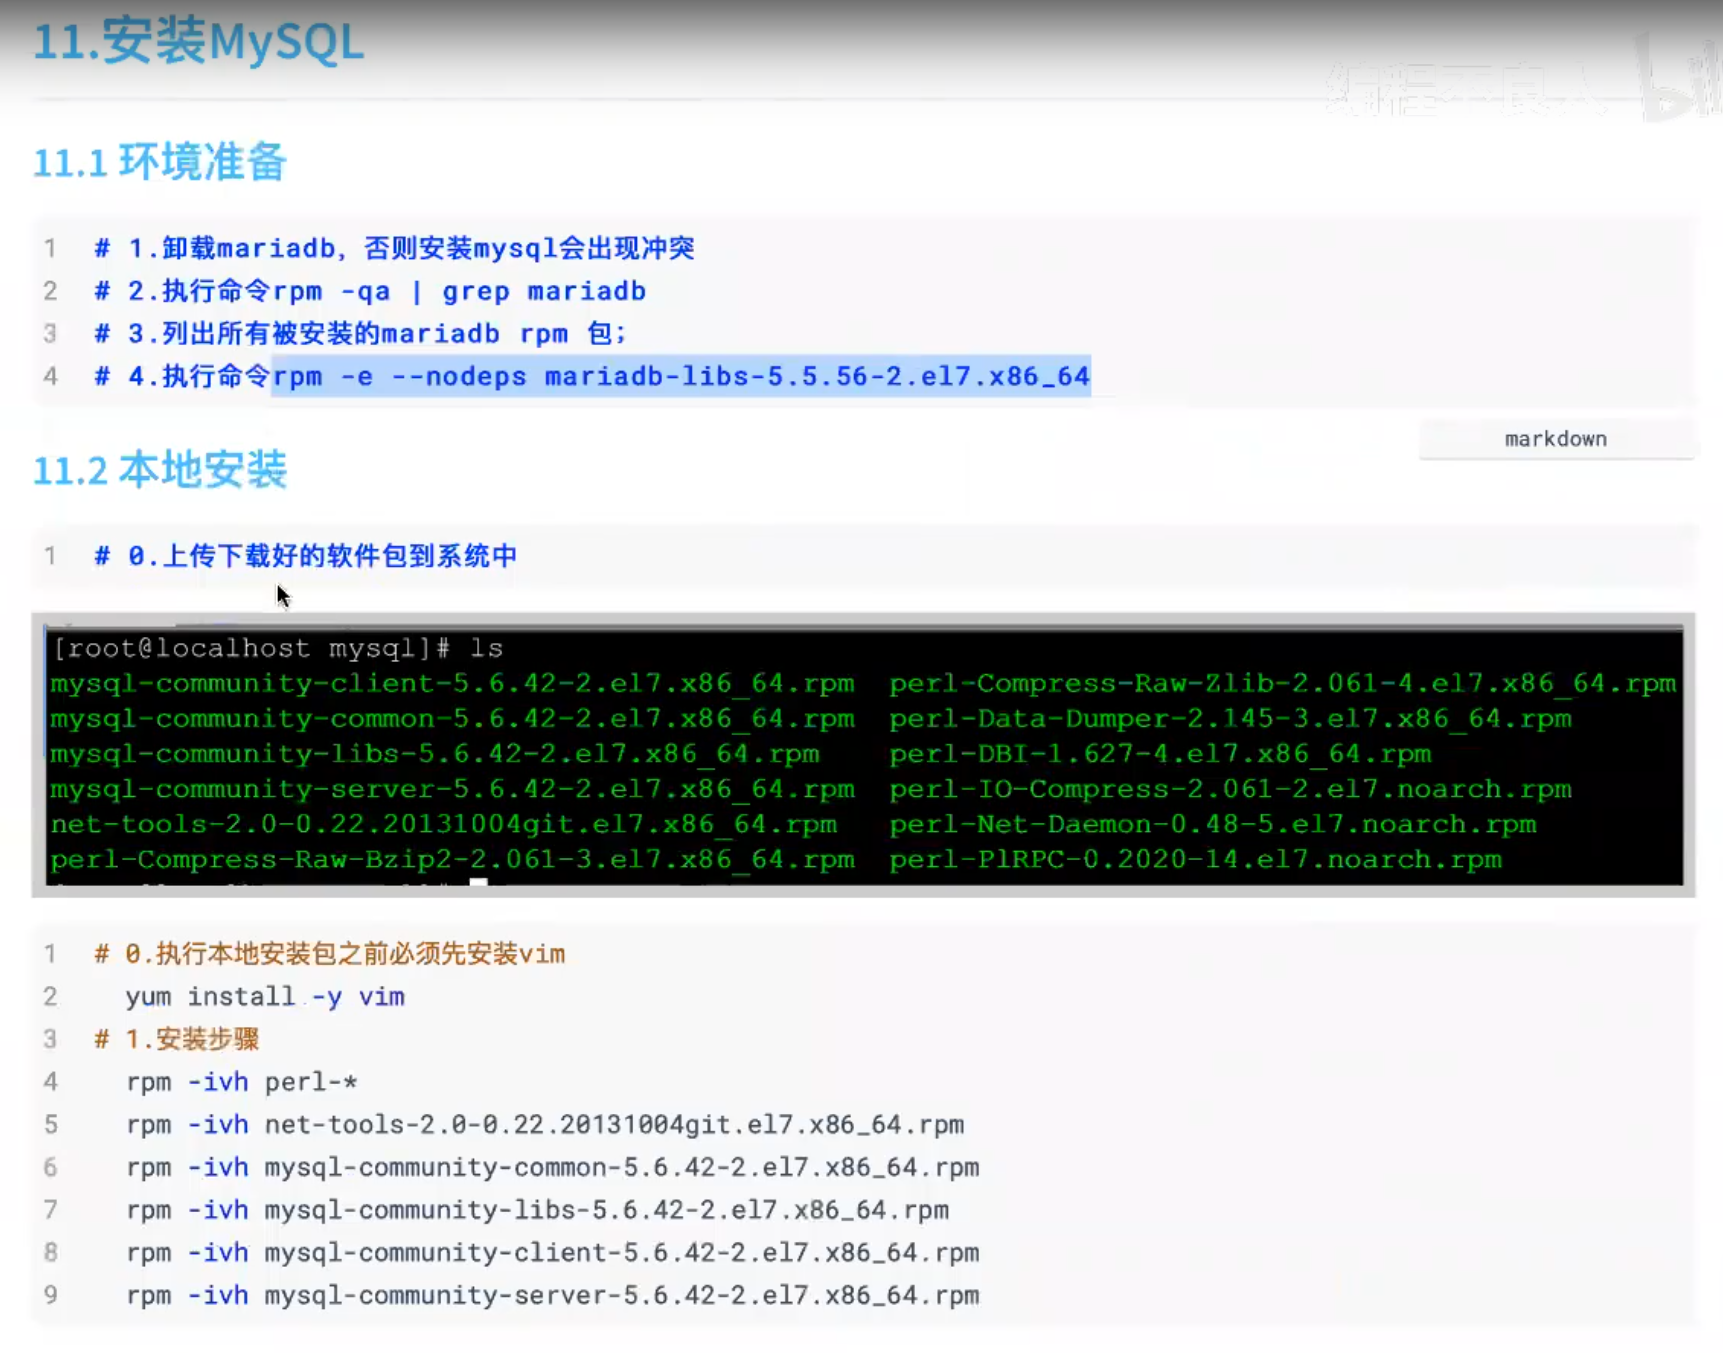 11.安装MySQL
编程不良人
11.1 环境准备
1 # 1.卸载mariadb，否则安装mysql会出现冲突
2 # 2.执行命令rpm -qa | grep mariadb
3 # 3.列出所有被安装的mariadb rpm 包；
4 # 4.执行命令rpm -e --nodeps mariadb-libs-5.5.56-2.el7.x86_64
markdown
11.2 本地安装
1 # 0.上传下载好的软件包到系统中
[root@localhost mysql]# ls
mysql-community-client-5.6.42-2.el7.x86_64.rpm perl-Compress-Raw-Zlib-2.061-4.el7.x86_64.rpm
mysql-community-common-5.6.42-2.el7.x86_64.rpm perl-Data-Dumper-2.145-3.el7.x86_64.rpm
mysql-community-libs-5.6.42-2.el7.x86_64.rpm perl-DBI-1.627-4.el7.x86_64.rpm
mysql-community-server-5.6.42-2.el7.x86_64.rpm perl-IO-Compress-2.061-2.el7.noarch.rpm
net-tools-2.0-0.22.20131004git.el7.x86_64.rpm perl-Net-Daemon-0.48-5.el7.noarch.rpm
perl-Compress-Raw-Bzip2-2.061-3.el7.x86_64.rpm perl-PlRPC-0.2020-14.el7.noarch.rpm
1 # 0.执行本地安装包之前必须先安装vim
2 yum install -y vim
3 # 1.安装步骤
4 rpm -ivh perl-*
5 rpm -ivh net-tools-2.0-0.22.20131004git.el7.x86_64.rpm
6 rpm -ivh mysql-community-common-5.6.42-2.el7.x86_64.rpm
7 rpm -ivh mysql-community-libs-5.6.42-2.el7.x86_64.rpm
8 rpm -ivh mysql-community-client-5.6.42-2.el7.x86_64.rpm
9 rpm -ivh mysql-community-server-5.6.42-2.el7.x86_64.rpm